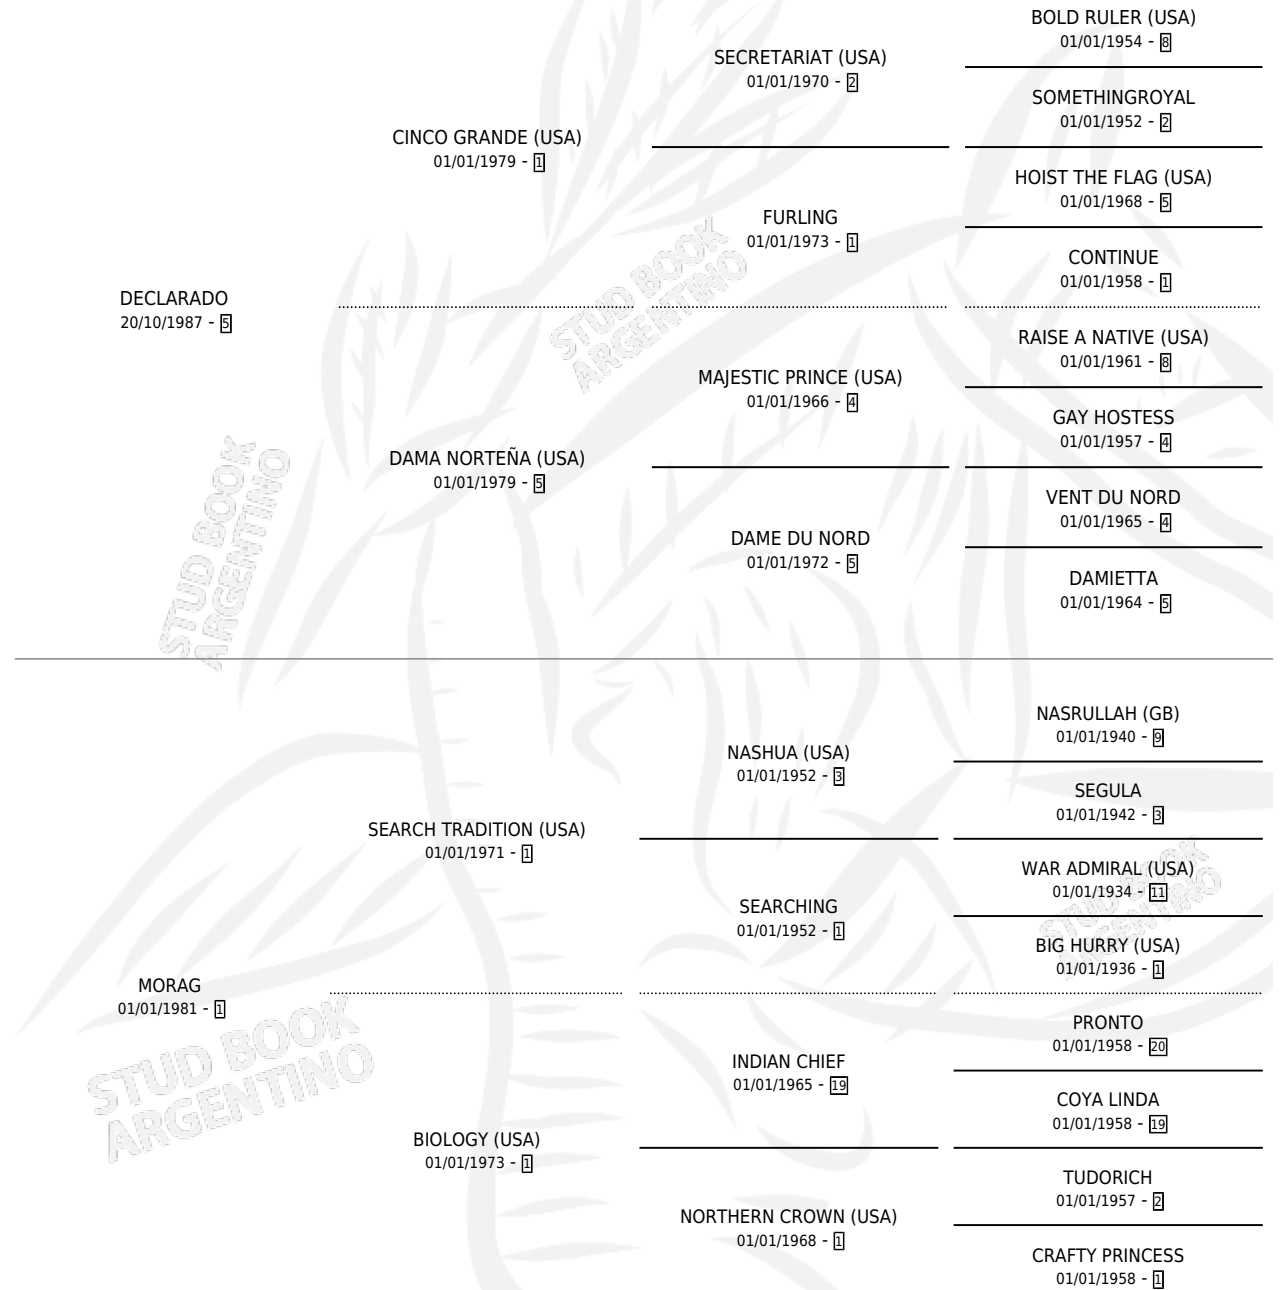 BOLD RULER (USA)
01/01/1954 - 8
SECRETARIAT (USA)
01/01/1970 - 2
SOMETHINGROYAL
01/01/1952 - 2
CINCO GRANDE (USA)
01/01/1979 - 1
HOIST THE FLAG (USA)
01/01/1968 - 5
FURLING
01/01/1973 - 1
CONTINUE
01/01/1958 - 1
DECLARADO
20/10/1987 - 5
RAISE A NATIVE (USA)
01/01/1961 - 8
MAJESTIC PRINCE (USA)
01/01/1966 - 4
GAY HOSTESS
01/01/1957 - 4
DAMA NORTEÑA (USA)
01/01/1979 - 5
VENT DU NORD
01/01/1965 - 4
DAME DU NORD
01/01/1972 - 5
DAMIETTA
01/01/1964 - 5
STUD BOOK
ARGENTINO
STUD BOOK
ARGENTINO
NASRULLAH (GB)
01/01/1940 - 9
NASHUA (USA)
01/01/1952 - 3
SEGULA
01/01/1942 - 3
SEARCH TRADITION (USA)
01/01/1971 - 1
WAR ADMIRAL (USA)
01/01/1934 - 11
SEARCHING
01/01/1952 - 1
BIG HURRY (USA)
01/01/1936 - 1
STUD BOOK
ARGENTINO
MORAG
01/01/1981 - 1
PRONTO
01/01/1958 - 20
INDIAN CHIEF
01/01/1965 - 19
COYA LINDA
01/01/1958 - 19
STUD BOOK
ARGENTINO
BIOLOGY (USA)
01/01/1973 - 1
TUDORICH
01/01/1957 - 2
NORTHERN CROWN (USA)
01/01/1968 - 1
CRAFTY PRINCESS
01/01/1958 - 1